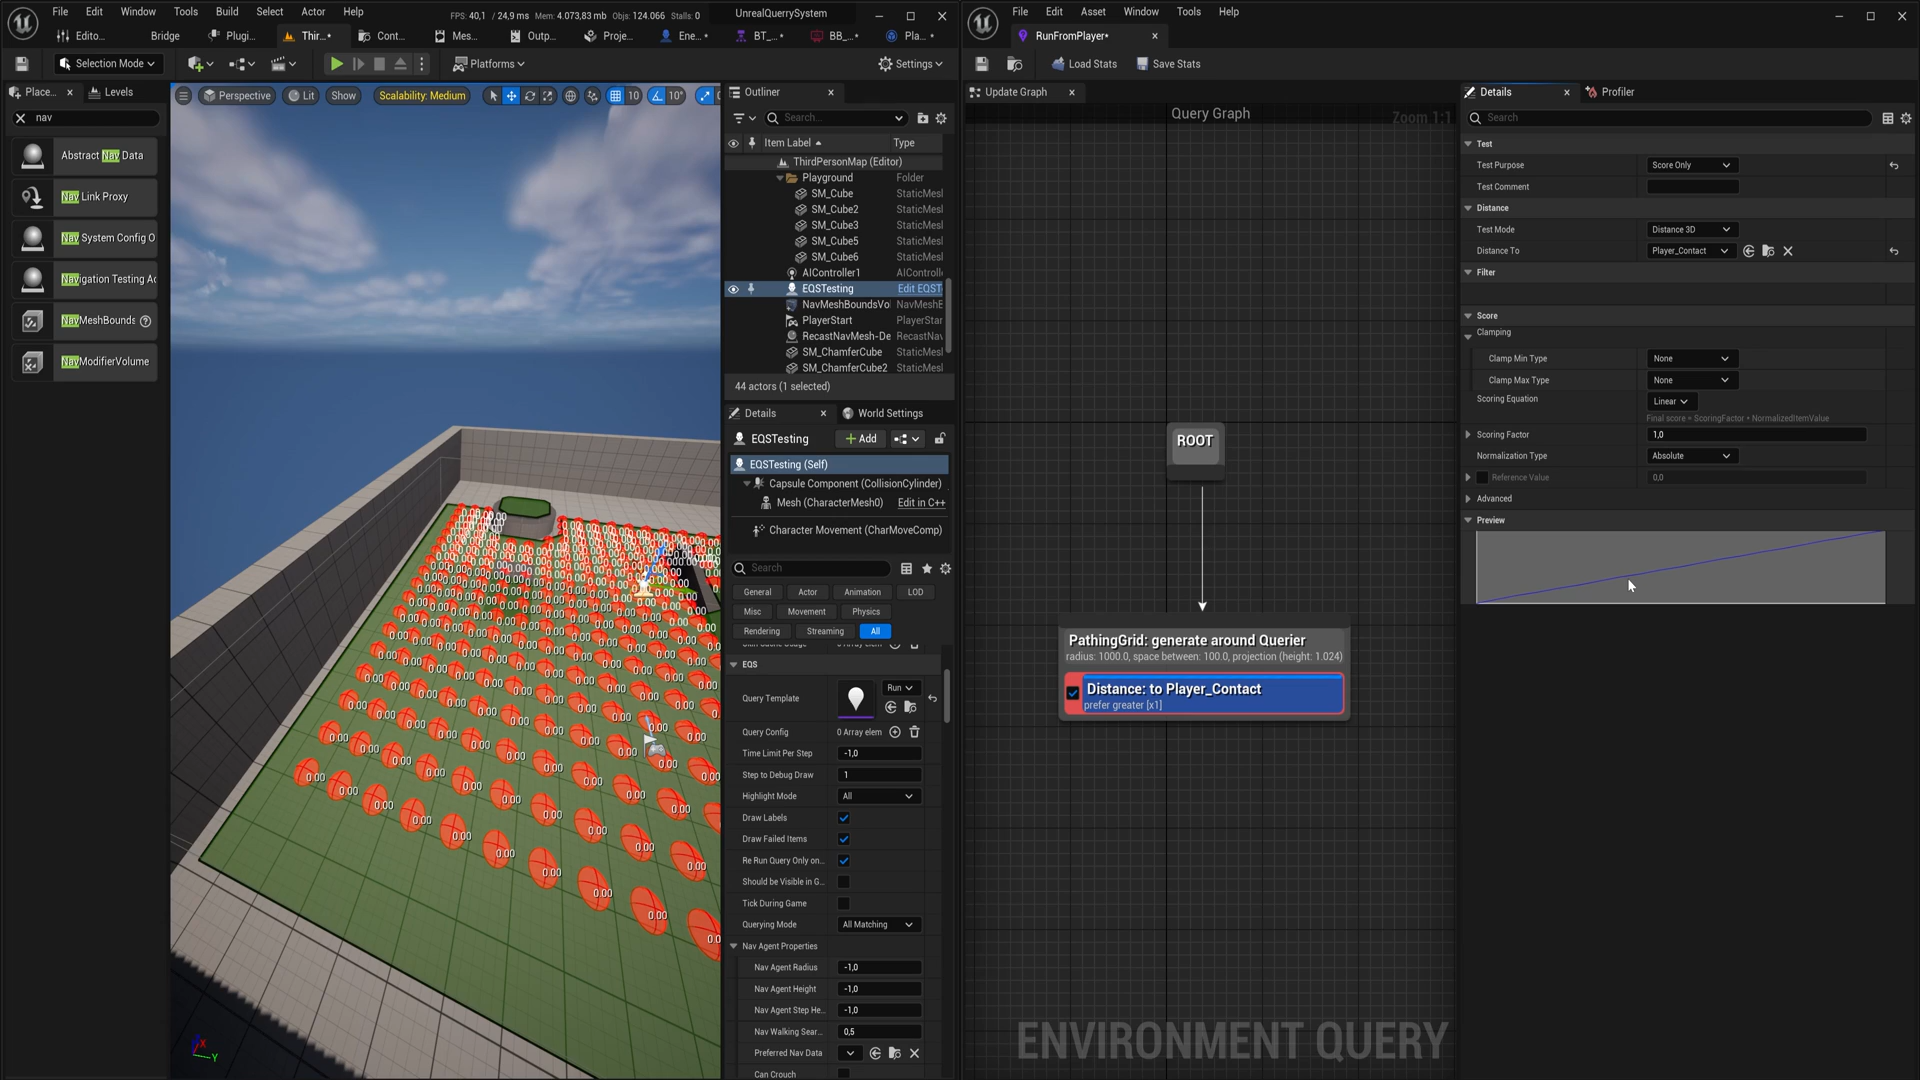 File Edit Window Tools Build Select Actor Help
FPS: 40,1 / 24,9 ms Mem: 4.073,83 mb Objs: 124.066 Stalls: 0
UnrealQuerrySystem
Edito... Bridge Plugi... Thir...* Cont... Mes... Outp... Proje... Ene...* BT_...* BB_...* Pla...*
Selection Mode
Platforms
Settings
Place... Levels
nav
Abstract Nav Data
Nav Link Proxy
Nav System Config O
Navigation Testing Ac
NavMeshBounds
NavModifierVolume
Perspective Lit Show Scalability: Medium 10 10°
Outliner
Search...
Item Label Type
ThirdPersonMap (Editor)
Playground Folder
SM_Cube StaticMesl
SM_Cube2 StaticMesl
SM_Cube3 StaticMesl
SM_Cube5 StaticMesl
SM_Cube6 StaticMesl
AIController1 AIControll
EQSTesting Edit EQST
NavMeshBoundsVo NavMeshE
PlayerStart PlayerStar
RecastNavMesh-De RecastNav
SM_ChamferCube StaticMesl
SM_ChamferCube2 StaticMesl
44 actors (1 selected)
Details World Settings
EQSTesting Add
EQSTesting (Self)
Capsule Component (CollisionCylinder)
Mesh (CharacterMesh0) Edit in C++
Character Movement (CharMoveComp)
Search
General Actor Animation LOD
Misc Movement Physics
Rendering Streaming All
EQS
Query Template Run
Query Config 0 Array elem
Time Limit Per Step -1,0
Step to Debug Draw 1
Highlight Mode All
Draw Labels
Draw Failed Items
Re Run Query Only on...
Should be Visible in G...
Tick During Game
Querying Mode All Matching
Nav Agent Properties
Nav Agent Radius -1,0
Nav Agent Height -1,0
Nav Agent Step He... -1,0
Nav Walking Sear... 0,5
Preferred Nav Data
Can Crouch
File Edit Asset Window Tools Help
RunFromPlayer*
Load Stats Save Stats
Update Graph
Query Graph
Zoom 1:1
ROOT
PathingGrid: generate around Querier
radius: 1000.0, space between: 100.0, projection (height: 1.024)
Distance: to Player_Contact
prefer greater [x1]
ENVIRONMENT QUERY
Details Profiler
Search
Test
Test Purpose Score Only
Test Comment
Distance
Test Mode Distance 3D
Distance To Player_Contact
Filter
Score
Clamping
Clamp Min Type None
Clamp Max Type None
Scoring Equation Linear
Final score = ScoringFactor * NormalizedItemValue
Scoring Factor 1,0
Normalization Type Absolute
Reference Value 0,0
Advanced
Preview